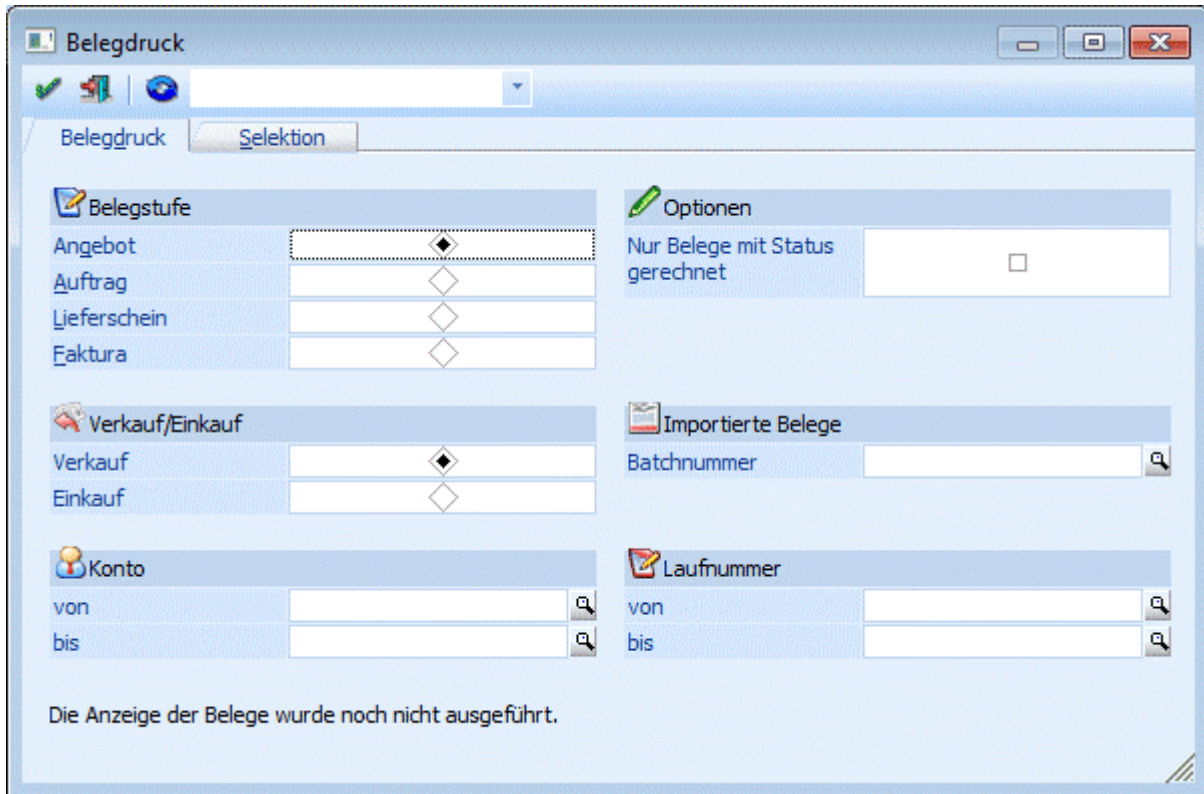 Belegdruck
Belegdruck Selektion
Belegstufe
Angebot
Auftrag
Lieferschein
Faktura
Optionen
Nur Belege mit Status
gerechnet
Verkauf/Einkauf
Verkauf
Einkauf
Importierte Belege
Batchnummer
Konto
von
bis
Laufnummer
von
bis
Die Anzeige der Belege wurde noch nicht ausgeführt.